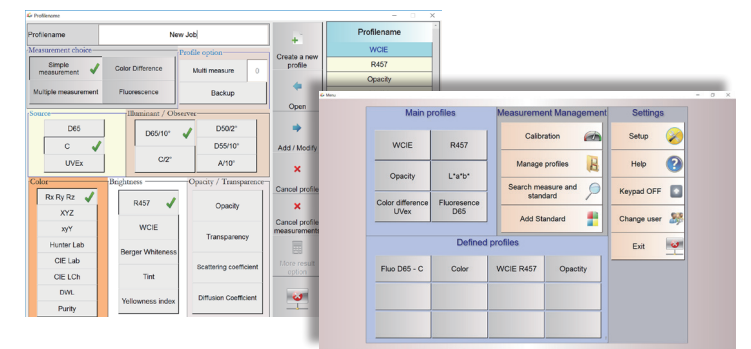 Profilename
Profilename
New Job
Measurement choice
Profile option
Simple
measurement
Color Difference
Multi measure
0
Multiple measurement
Fluorescence
Backup
Source
Illuminant / Observer
D65
C
UVEx
D65/10°
D50/2°
D55/10°
C/2°
A/10°
Color
Brightness
Opacity / Transparence
Rx Ry Rz
XYZ
xyY
Hunter Lab
CIE Lab
CIE LCh
DWL
Purity
R457
WCIE
Berger Whiteness
Tint
Yellowness index
Opacity
Transparency
Scattering coefficient
Diffusion Coefficient
Create a new
profile
Open
Add / Modify
Cancel profile
Cancel profile
measurements
Store result
option
Profilename
WCIE
R457
Opacity
Menu
Main profiles
WCIE
R457
Opacity
L*a*b*
Color difference
UVex
Fluoresence
D65
Measurement Management
Calibration
Manage profiles
Search measure and
standard
Add Standard
Settings
Setup
Help
Keypad OFF
Change user
Exit
Defined profiles
Fluo D65 - C
Color
WCIE R457
Opactity